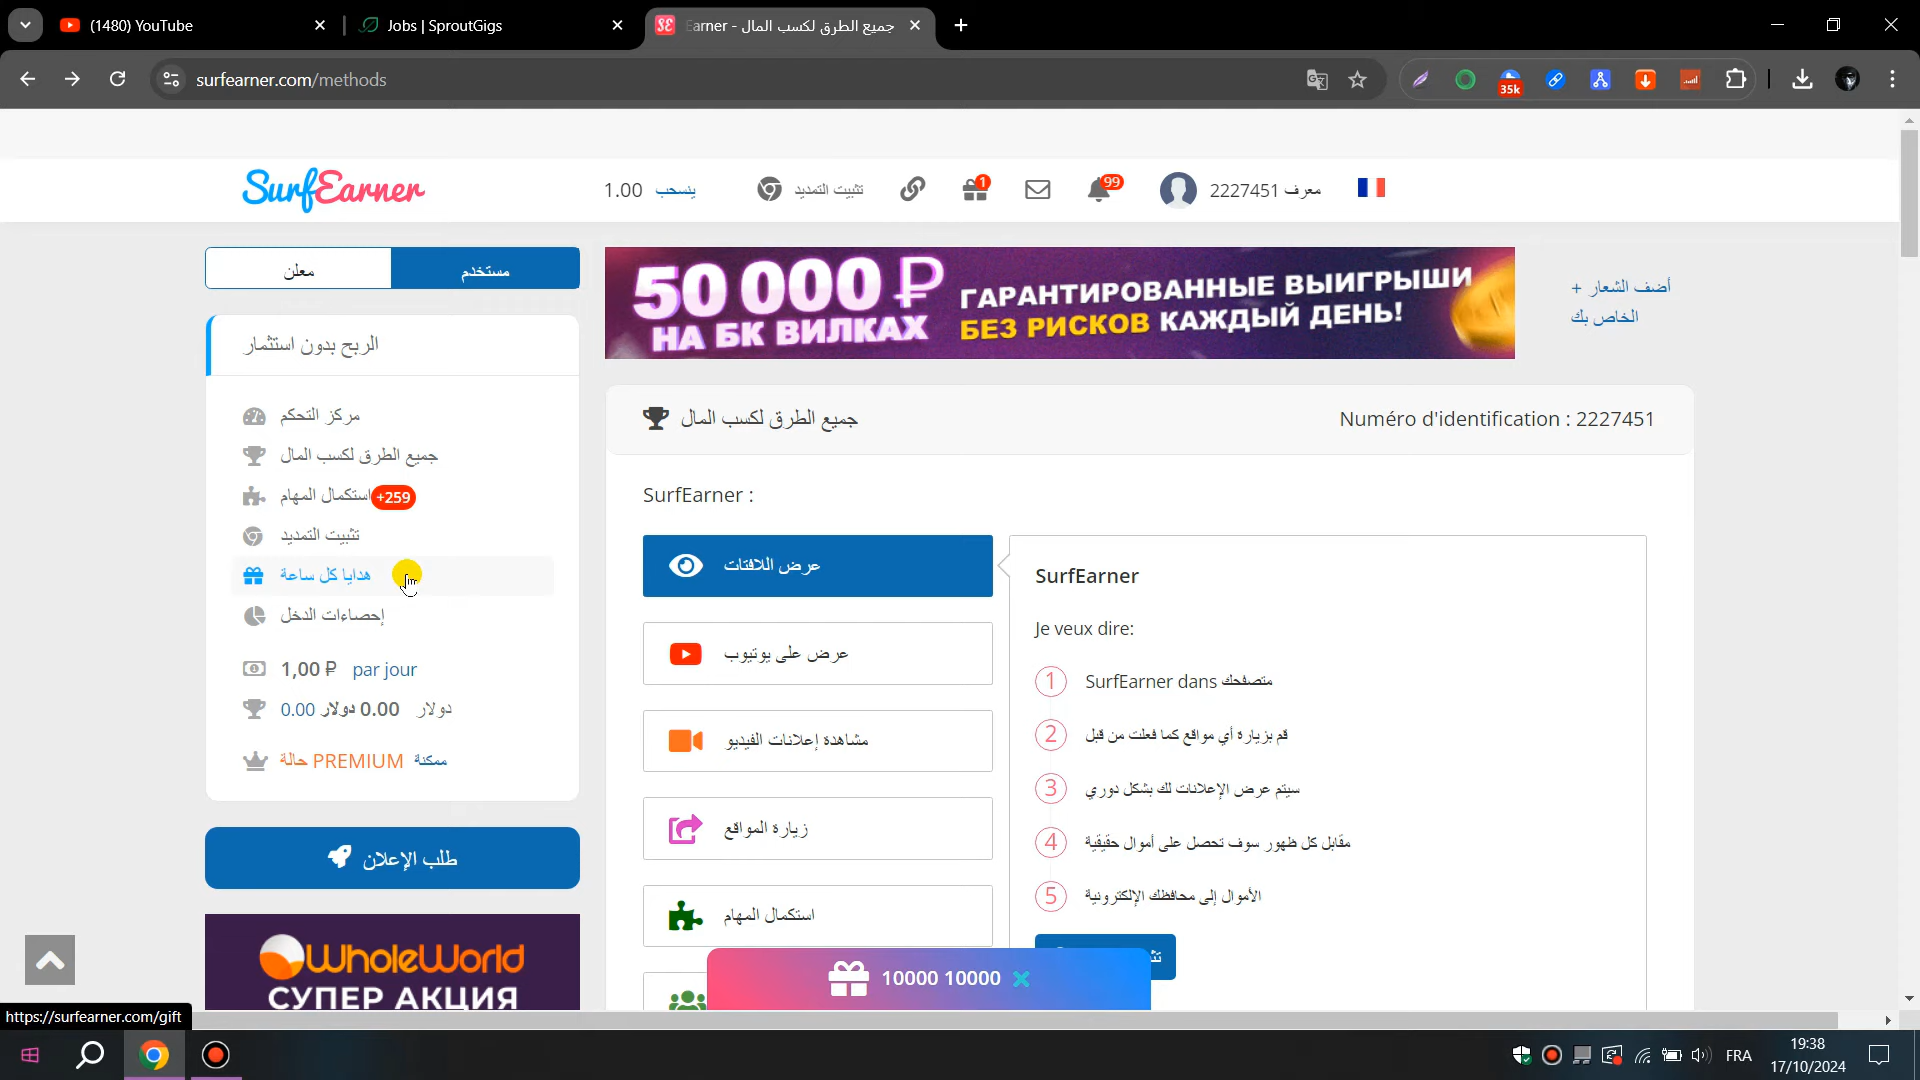 (1480) YouTube
Jobs | SproutGigs
جميع الطرق لكسب المال - Earner
surfearner.com/methods
35k
SurfEarner
1.00 ينسحب
تثبيت التمديد
1
99
معرف 2227451
معلن
مستخدم
50 000 ₽
НА БК ВИЛКАХ
ГАРАНТИРОВАННЫЕ ВЫИГРЫШИ
БЕЗ РИСКОВ КАЖДЫЙ ДЕНЬ!
أضف الشعار +
الخاص بك
الربح بدون استثمار
مركز التحكم
جميع الطرق لكسب المال
استكمال المهام +259
تثبيت التمديد
هدايا كل ساعة
إحصاءات الدخل
1,00 ₽ par jour
0.00 دولار 0.00 دولار
حالة PREMIUM ممكنة
طلب الإعلان
WholeWorld
СУПЕР АКЦИЯ
جميع الطرق لكسب المال
Numéro d'identification : 2227451
SurfEarner :
عرض اللافتات
عرض على يوتيوب
مشاهدة إعلانات الفيديو
زيارة المواقع
استكمال المهام
SurfEarner
Je veux dire:
1 SurfEarner dans متصفحك
2 قم بزيارة أي مواقع كما فعلت من قبل
3 سيتم عرض الإعلانات لك بشكل دوري
4 مقابل كل ظهور سوف تحصل على أموال حقيقية
5 الأموال إلى محافظك الإلكترونية
10000 10000
https://surfearner.com/gift
FRA
19:38
17/10/2024